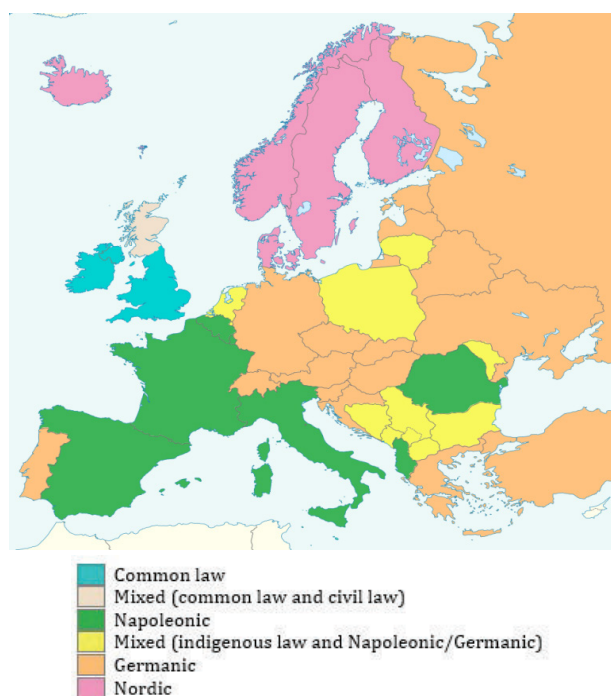 Common law
Mixed (common law and civil law)
Napoleonic
Mixed (indigenous law and Napoleonic/Germanic)
Germanic
Nordic